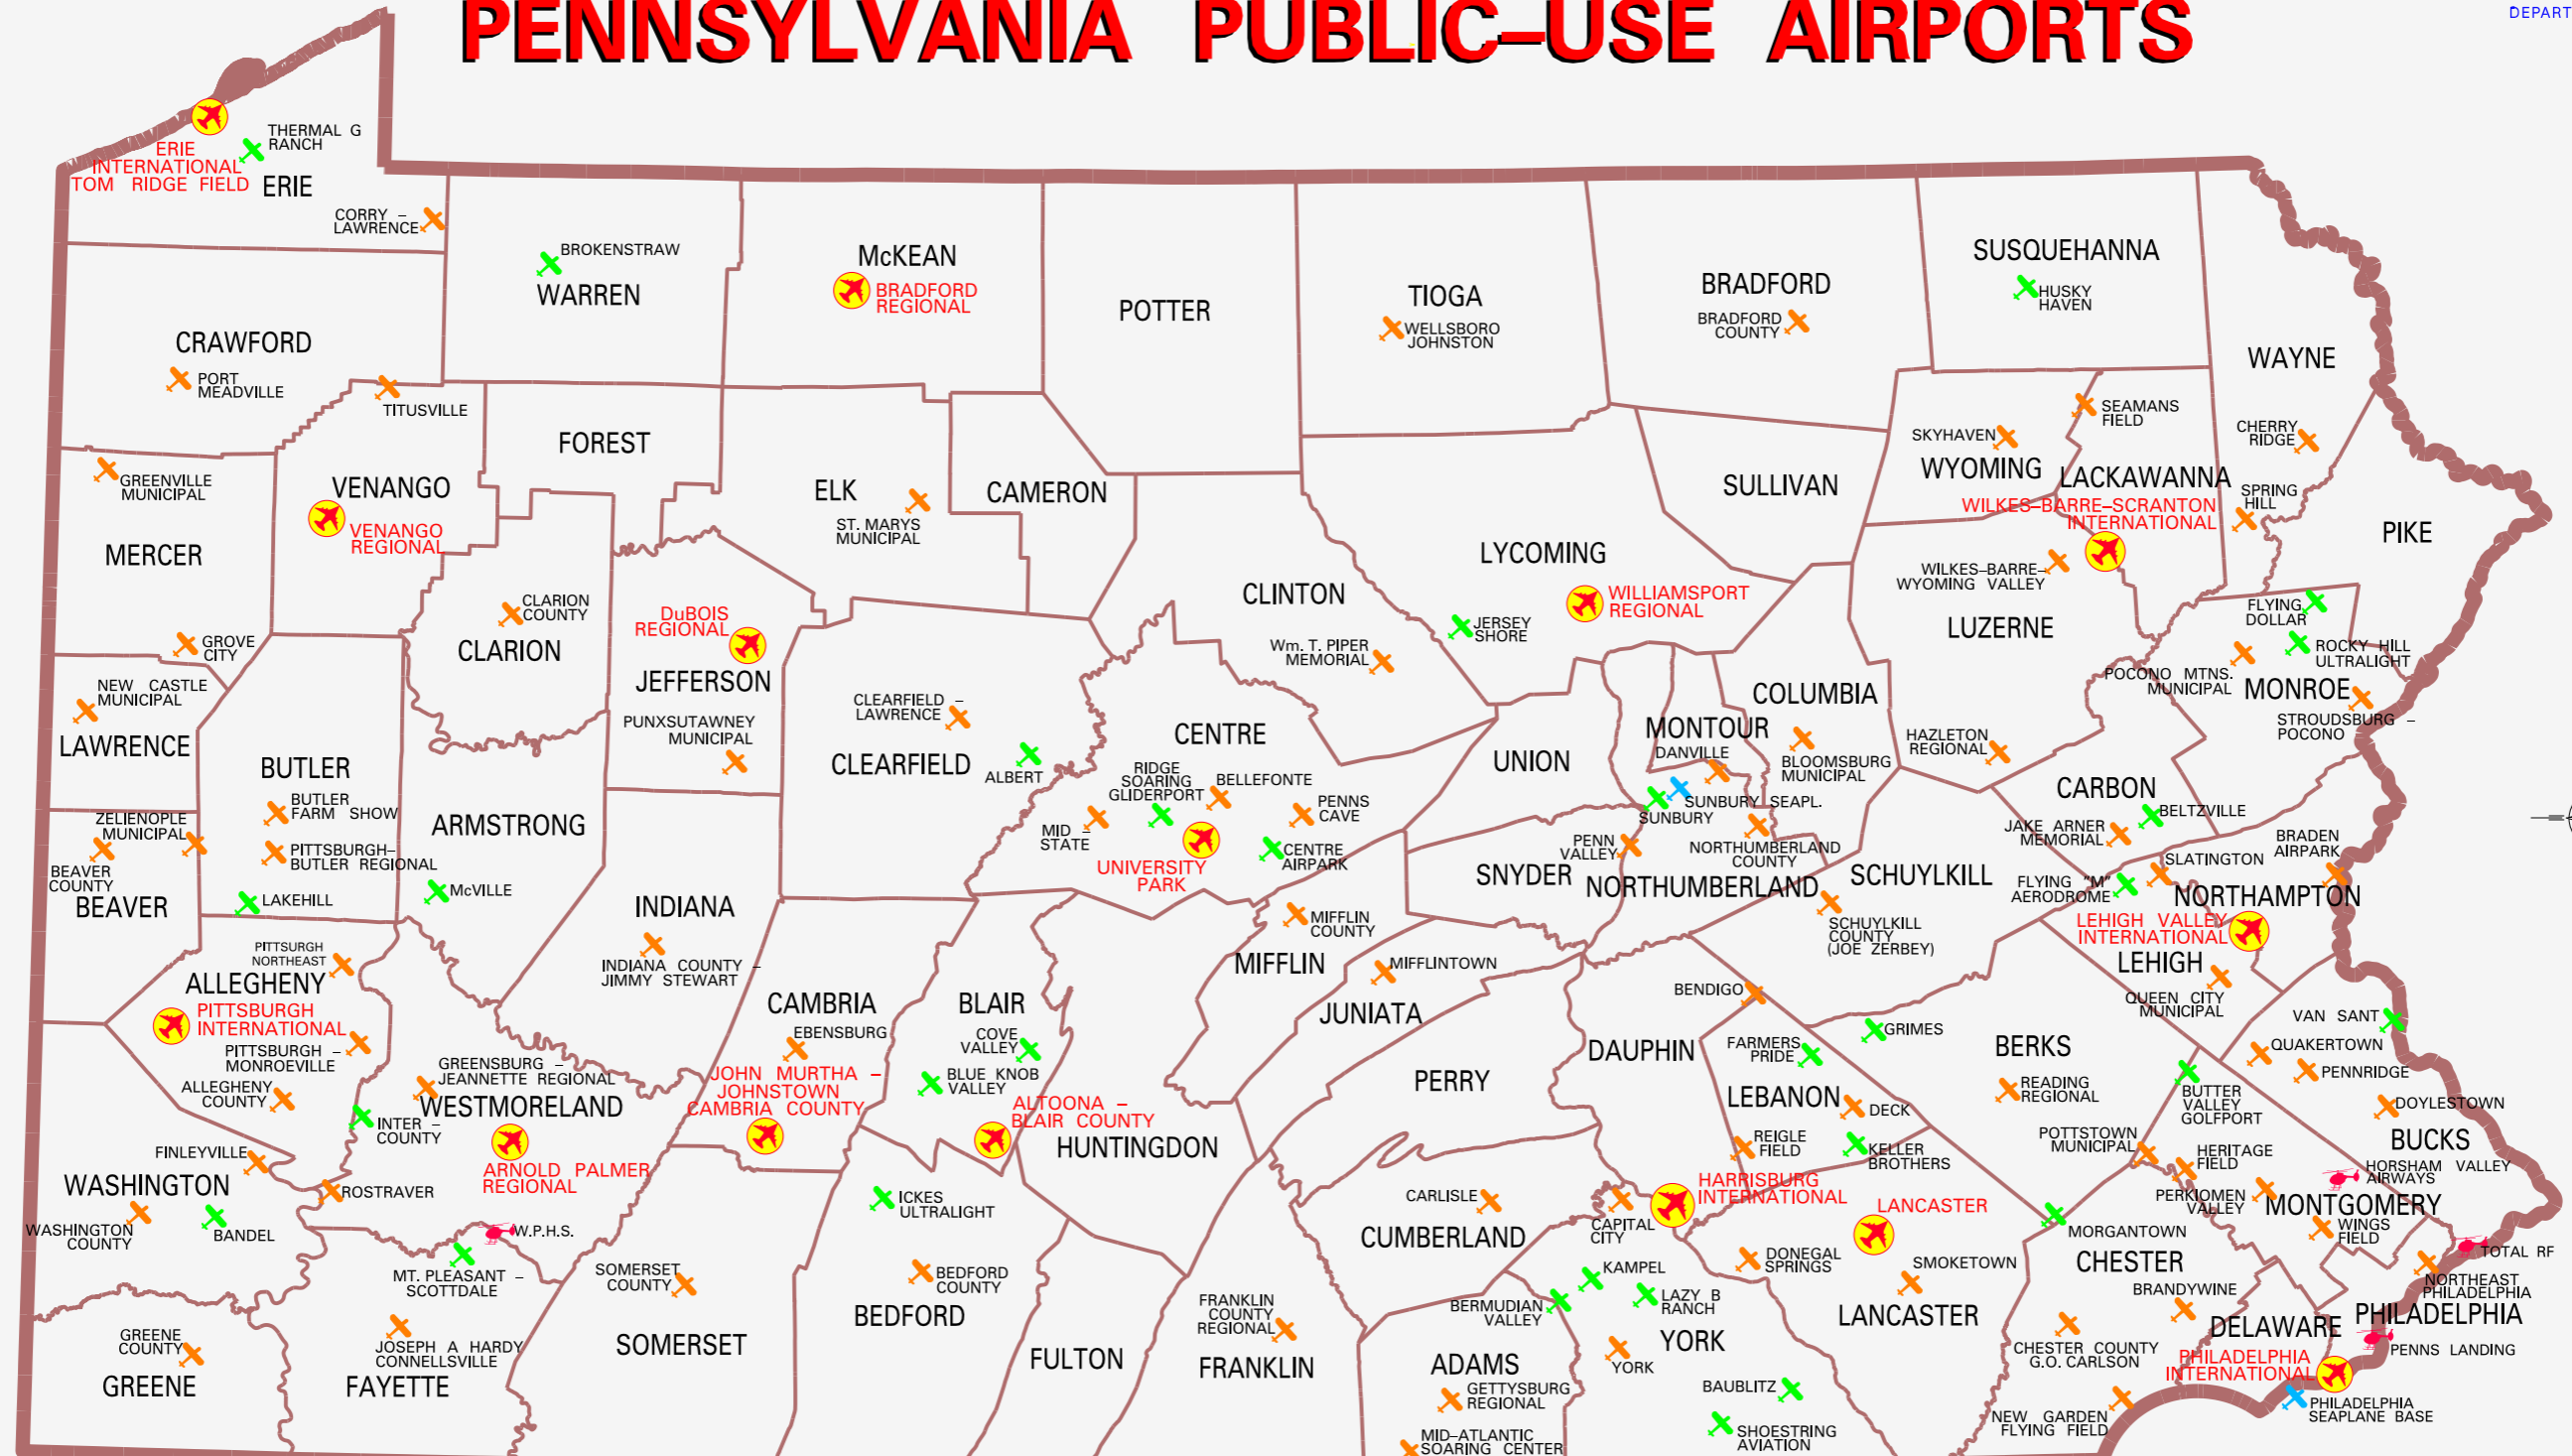 PENNSYLVANIA PUBLIC–USE AIRPORTS
DEPART
THERMAL G
RANCH
ERIE
INTERNATIONAL
TOM RIDGE FIELD
ERIE
CORRY –
LAWRENCE
BROKENSTRAW
WARREN
McKEAN
BRADFORD
REGIONAL
POTTER
TIOGA
WELLSBORO
JOHNSTON
BRADFORD
BRADFORD
COUNTY
SUSQUEHANNA
HUSKY
HAVEN
WAYNE
CRAWFORD
PORT
MEADVILLE
TITUSVILLE
FOREST
SEAMANS
FIELD
SKYHAVEN
WYOMING
CHERRY
RIDGE
GREENVILLE
MUNICIPAL
VENANGO
VENANGO
REGIONAL
MERCER
ELK
ST. MARYS
MUNICIPAL
CAMERON
SULLIVAN
LACKAWANNA
WILKES–BARRE–SCRANTON
INTERNATIONAL
SPRING
HILL
PIKE
LYCOMING
WILLIAMSPORT
REGIONAL
JERSEY
SHORE
CLINTON
Wm. T. PIPER
MEMORIAL
WILKES–BARRE–
WYOMING VALLEY
LUZERNE
FLYING
DOLLAR
ROCKY HILL
ULTRALIGHT
POCONO MTNS.
MUNICIPAL
MONROE
STROUDSBURG –
POCONO
GROVE
CITY
CLARION
COUNTY
CLARION
DuBOIS
REGIONAL
JEFFERSON
PUNXSUTAWNEY
MUNICIPAL
NEW CASTLE
MUNICIPAL
LAWRENCE
CLEARFIELD –
LAWRENCE
CLEARFIELD
ALBERT
CENTRE
RIDGE
SOARING
GLIDERPORT
BELLEFONTE
PENNS
CAVE
MID –
STATE
UNIVERSITY
PARK
CENTRE
AIRPARK
UNION
MONTOUR
DANVILLE
COLUMBIA
BLOOMSBURG
MUNICIPAL
SUNBURY SEAPL.
SUNBURY
HAZLETON
REGIONAL
CARBON
BELTZVILLE
JAKE ARNER
MEMORIAL
BUTLER
BUTLER
FARM SHOW
ZELIENOPLE
MUNICIPAL
PITTSBURGH–
BUTLER REGIONAL
BEAVER
COUNTY
BEAVER
LAKEHILL
ARMSTRONG
McVILLE
INDIANA
INDIANA COUNTY –
JIMMY STEWART
PENN
VALLEY
NORTHUMBERLAND
COUNTY
SNYDER
NORTHUMBERLAND
SCHUYLKILL
SCHUYLKILL
COUNTY
(JOE ZERBEY)
BRADEN
AIRPARK
SLATINGTON
FLYING "M"
AERODROME
NORTHAMPTON
LEHIGH VALLEY
INTERNATIONAL
LEHIGH
QUEEN CITY
MUNICIPAL
MIFFLIN
COUNTY
MIFFLIN
MIFFLINTOWN
JUNIATA
PITTSURGH
NORTHEAST
ALLEGHENY
PITTSBURGH
INTERNATIONAL
PITTSBURGH –
MONROEVILLE
ALLEGHENY
COUNTY
GREENSBURG –
JEANNETTE REGIONAL
WESTMORELAND
INTER –
COUNTY
ARNOLD PALMER
REGIONAL
CAMBRIA
EBENSBURG
JOHN MURTHA –
JOHNSTOWN
CAMBRIA COUNTY
BLAIR
COVE
VALLEY
BLUE KNOB
VALLEY
ALTOONA –
BLAIR COUNTY
HUNTINGDON
PERRY
DAUPHIN
BENDIGO
GRIMES
FARMERS
PRIDE
LEBANON
DECK
REIGLE
FIELD
KELLER
BROTHERS
BERKS
READING
REGIONAL
VAN SANT
QUAKERTOWN
PENNRIDGE
BUTTER
VALLEY
GOLFPORT
DOYLESTOWN
BUCKS
POTTSTOWN
MUNICIPAL
HERITAGE
FIELD
HORSHAM VALLEY
AIRWAYS
PERKIOMEN
VALLEY
MONTGOMERY
WINGS
FIELD
MORGANTOWN
TOTAL RF
NORTHEAST
PHILADELPHIA
FINLEYVILLE
WASHINGTON
WASHINGTON
COUNTY
BANDEL
ROSTRAVER
W.P.H.S.
MT. PLEASANT –
SCOTTDALE
JOSEPH A HARDY
CONNELLSVILLE
FAYETTE
GREENE
COUNTY
GREENE
SOMERSET
COUNTY
SOMERSET
ICKES
ULTRALIGHT
BEDFORD
COUNTY
BEDFORD
FULTON
FRANKLIN
COUNTY
REGIONAL
FRANKLIN
CARLISLE
CUMBERLAND
CAPITAL
CITY
HARRISBURG
INTERNATIONAL
LANCASTER
DONEGAL
SPRINGS
SMOKETOWN
LANCASTER
KAMPEL
BERMUDIAN
VALLEY
LAZY B
RANCH
YORK
YORK
ADAMS
GETTYSBURG
REGIONAL
MID–ATLANTIC
SOARING CENTER
BAUBLITZ
SHOESTRING
AVIATION
CHESTER
BRANDYWINE
CHESTER COUNTY
G.O. CARLSON
DELAWARE
PHILADELPHIA
PENNS LANDING
PHILADELPHIA
INTERNATIONAL
PHILADELPHIA
SEAPLANE BASE
NEW GARDEN
FLYING FIELD